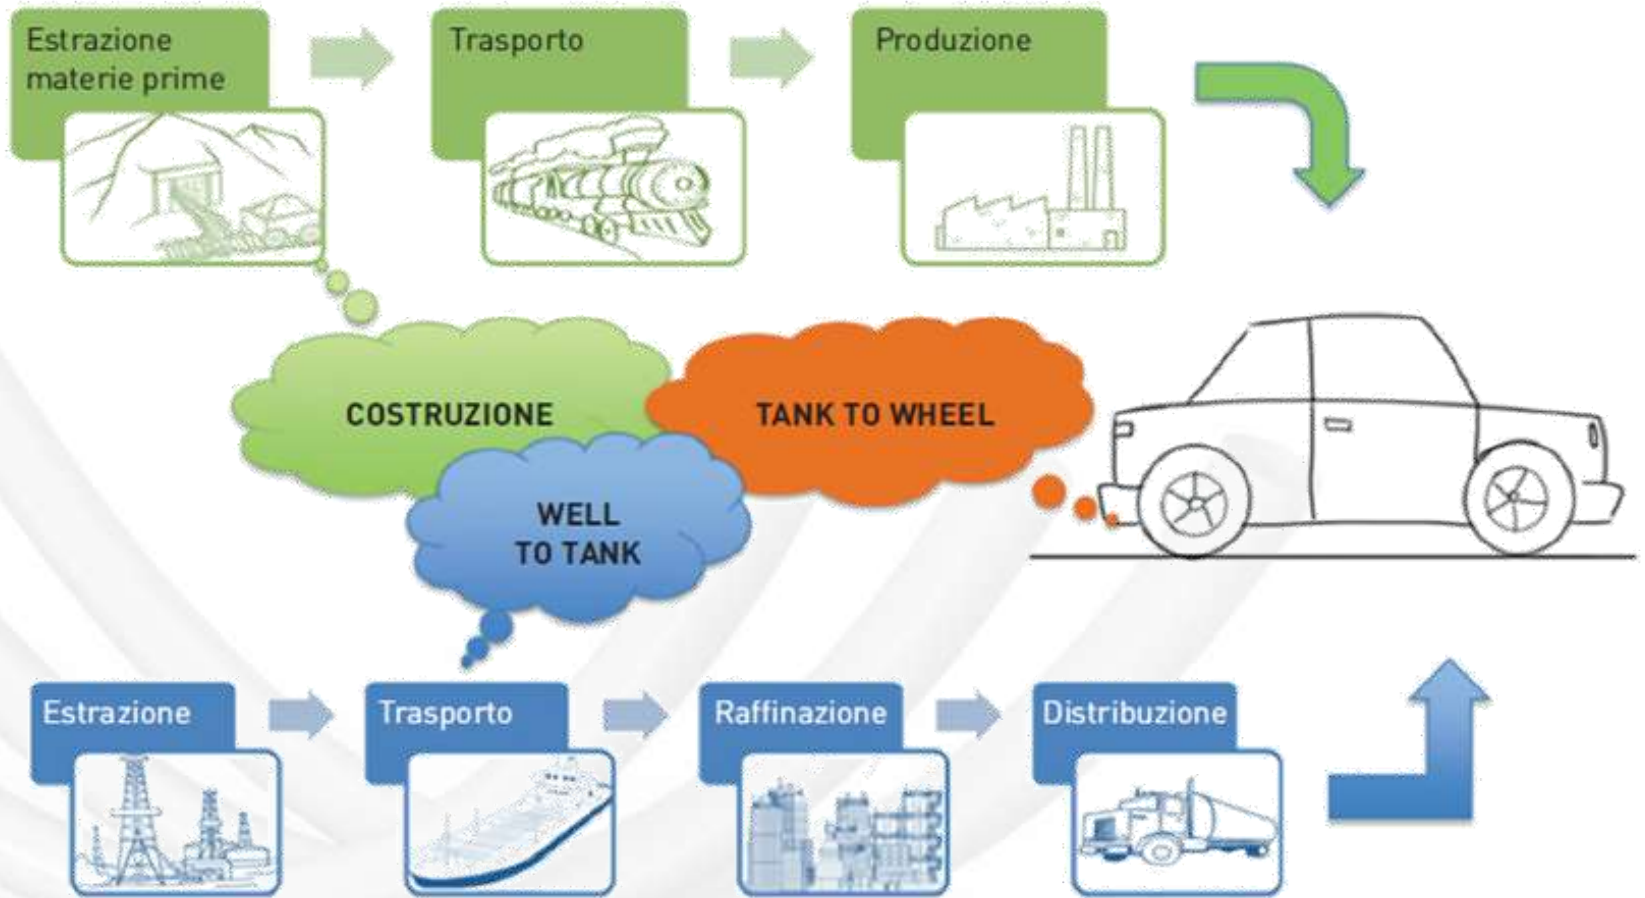 Estrazione
materie prime
Trasporto
Produzione
COSTRUZIONE
TANK TO WHEEL
WELL
TO TANK
Estrazione
Trasporto
Raffinazione
Distribuzione